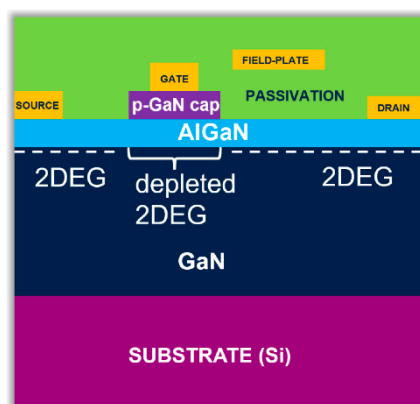 FIELD-PLATE
GATE
SOURCE
p-GaN cap
PASSIVATION
DRAIN
AlGaN
2DEG
depleted
2DEG
2DEG
GaN
SUBSTRATE (Si)